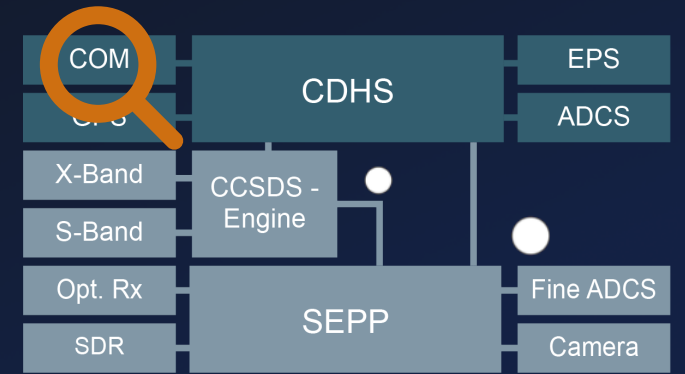 COM
CDHS
EPS
ADCS
X-Band
CCSDS -
Engine
S-Band
Opt. Rx
SEPP
Fine ADCS
SDR
Camera